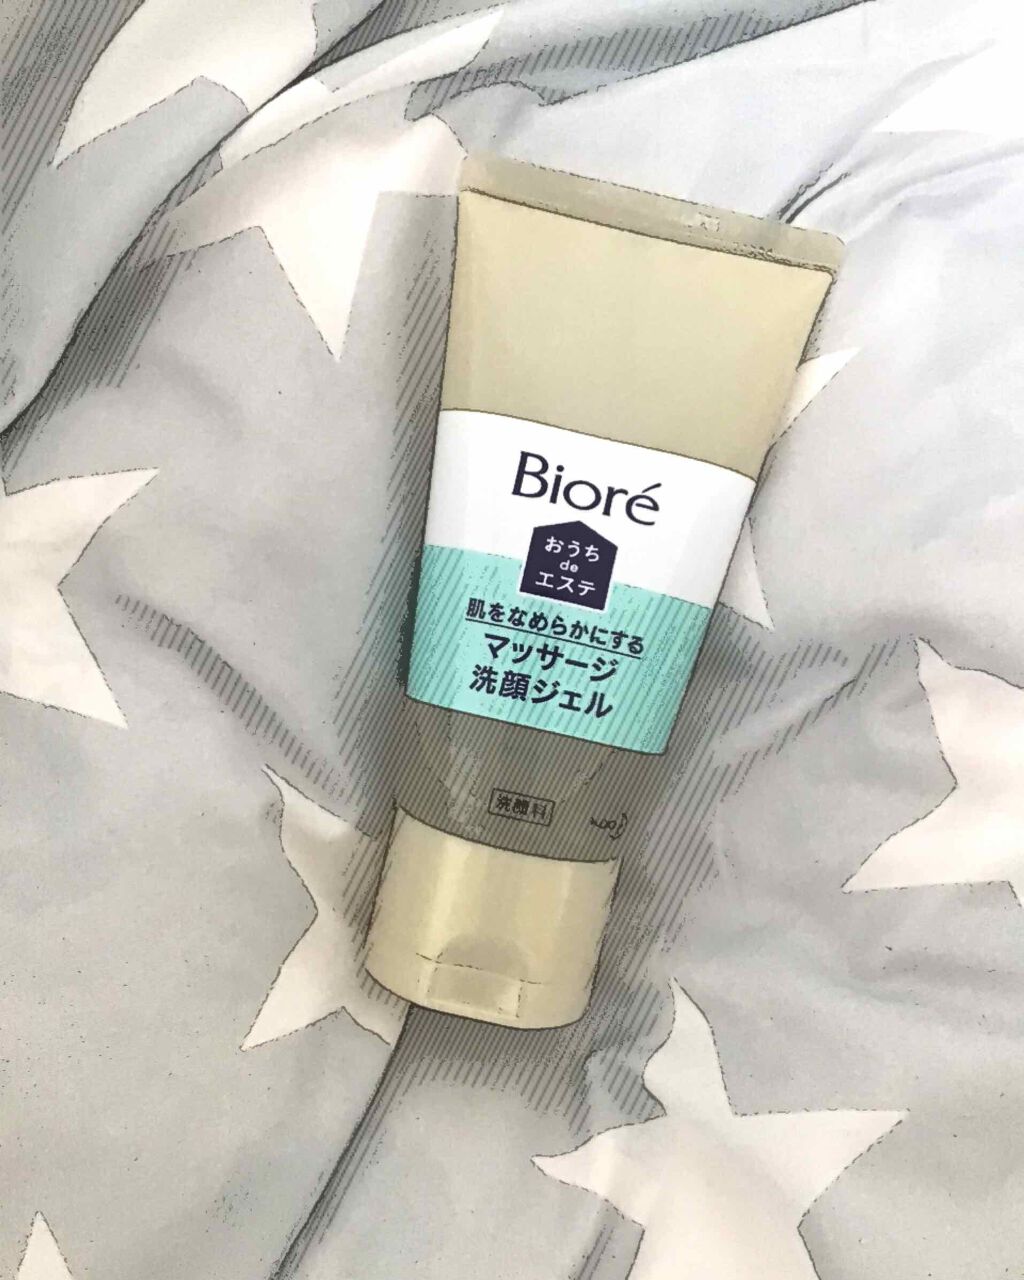 Bioré
おうち
de
エステ
肌をなめらかにする
マッサージ
洗顔ジェル
洗顔料